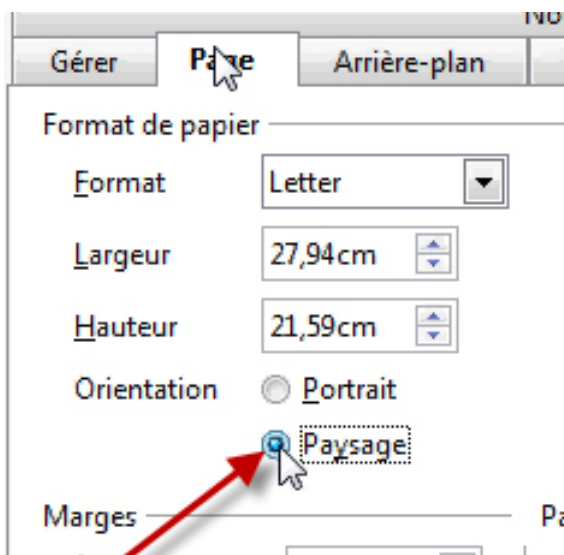 Gérer Page Arrière-plan
Format de papier
Format Letter
Largeur 27,94cm
Hauteur 21,59cm
Orientation Portrait
Paysage
Marges